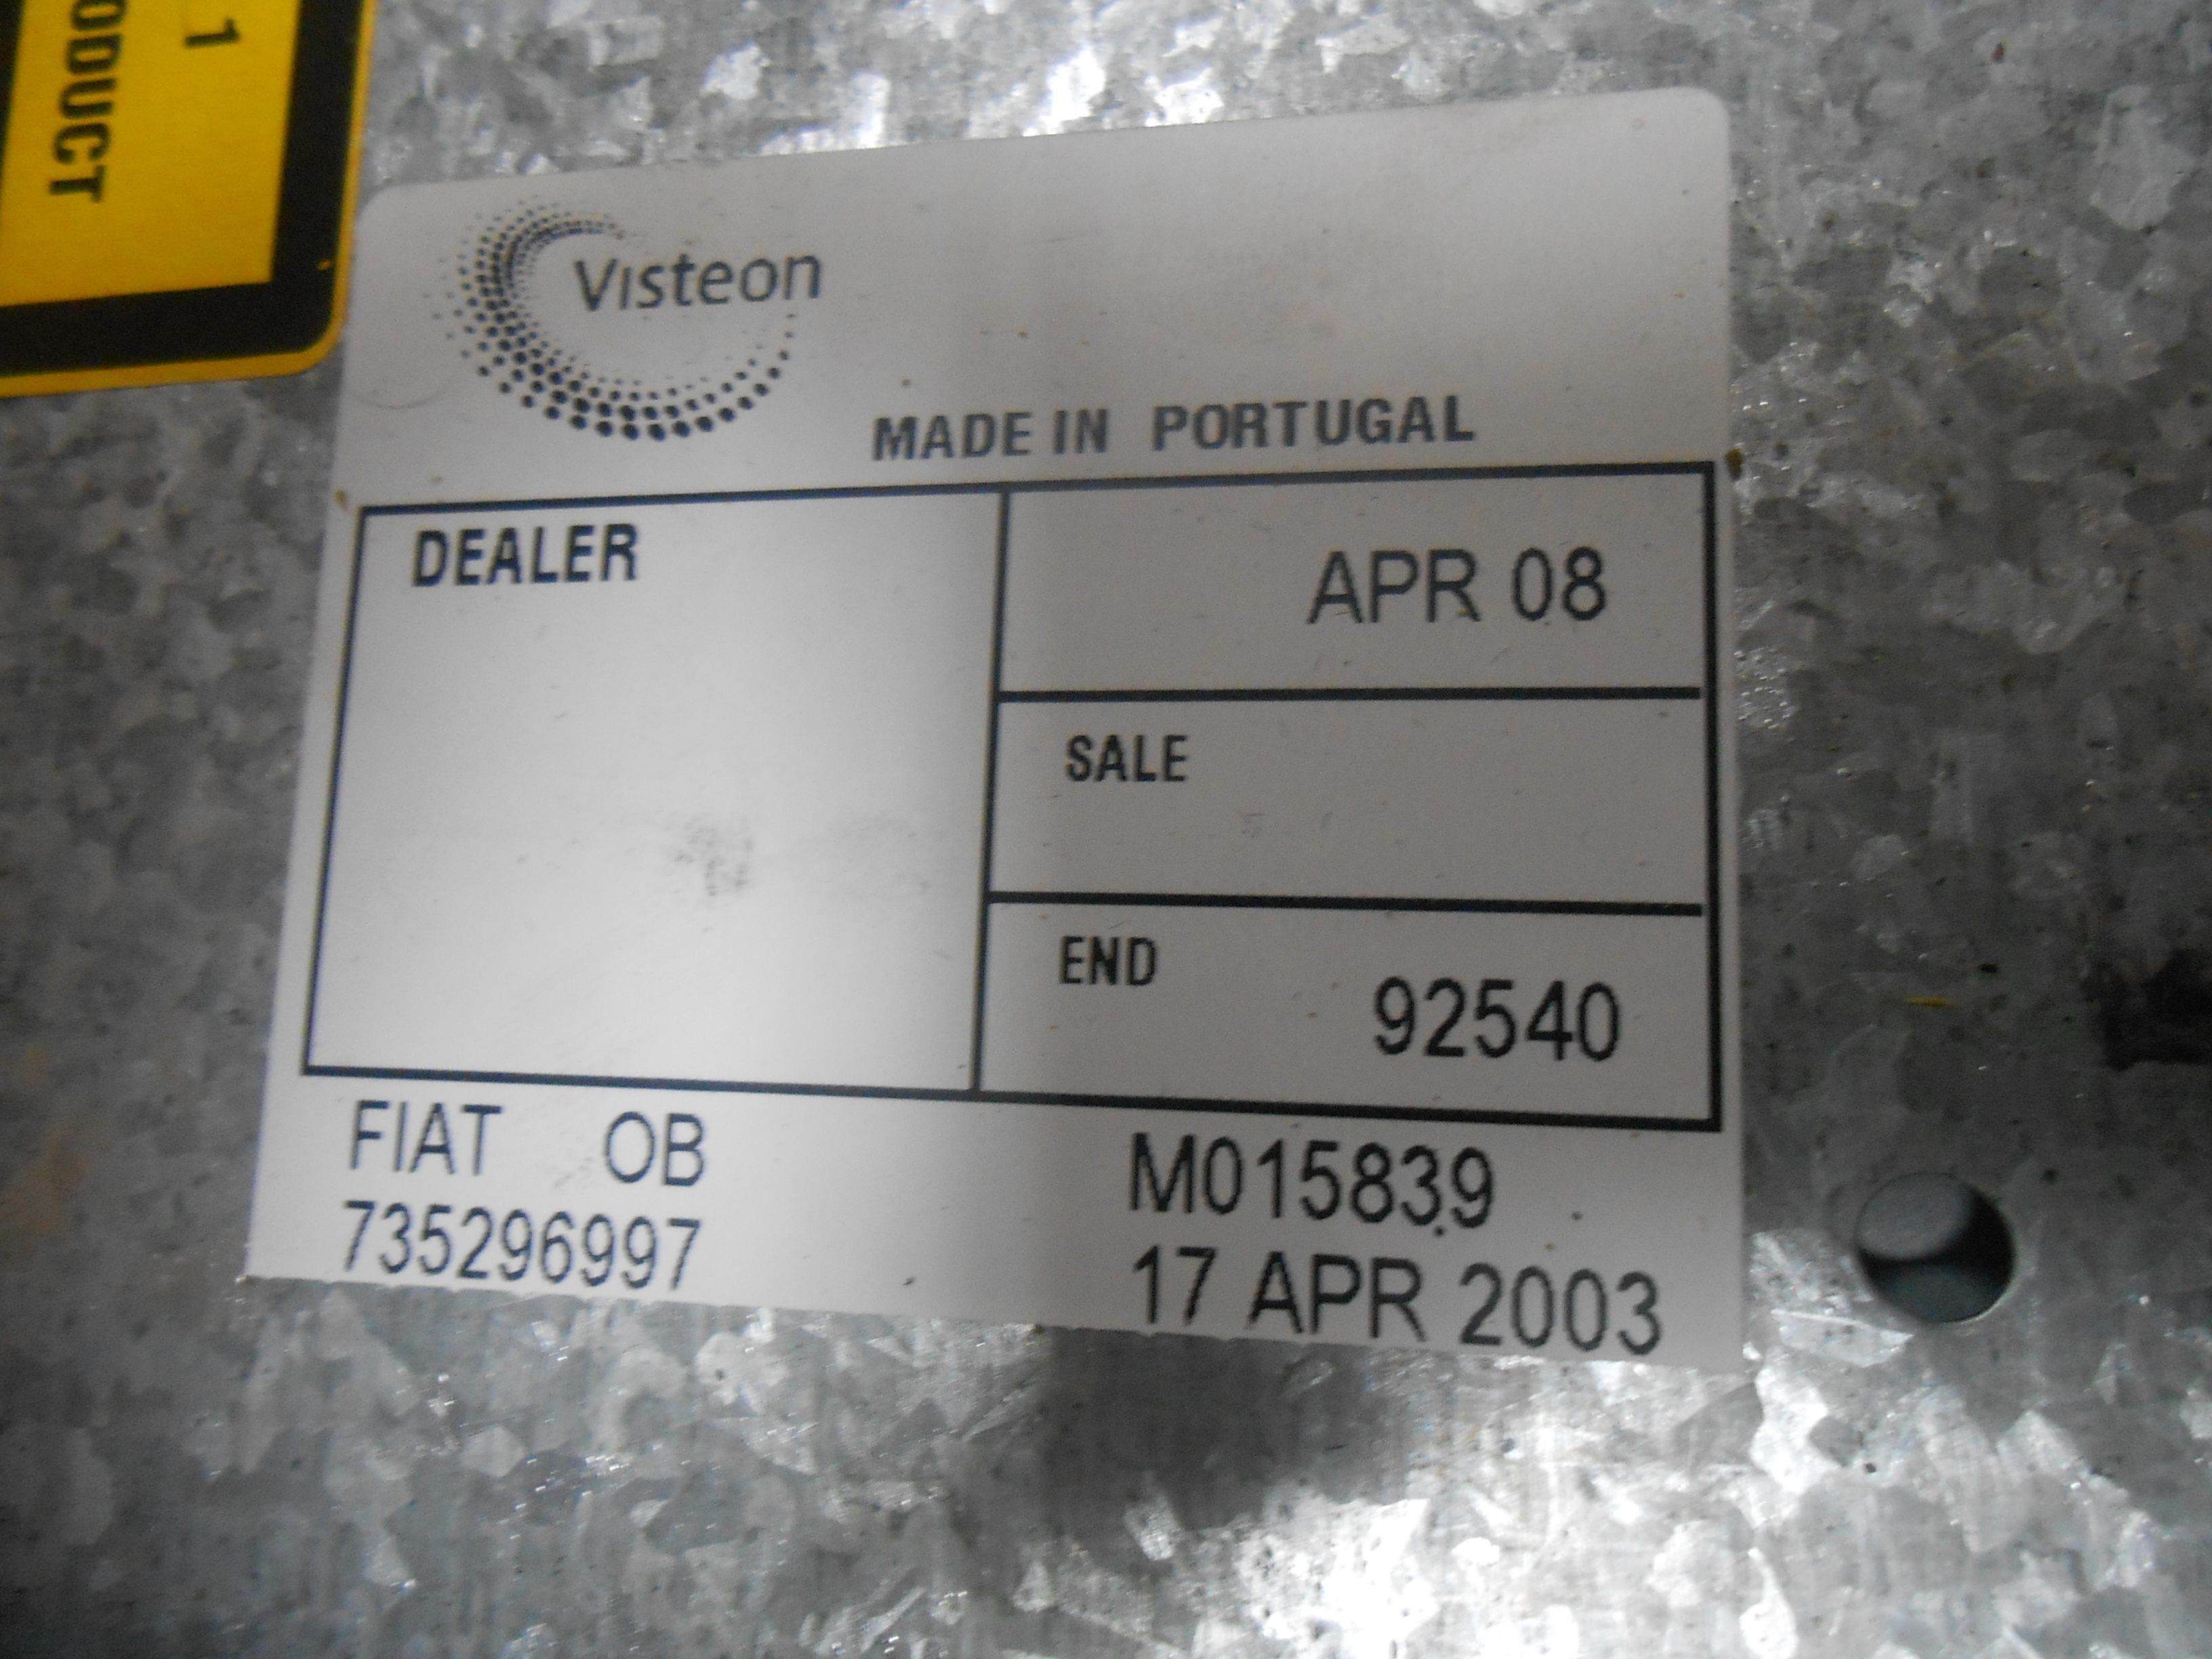 1
ODUCT
Visteon
MADE IN PORTUGAL
DEALER
APR 08
SALE
END
92540
FIAT OB
M015839
735296997
17 APR 2003